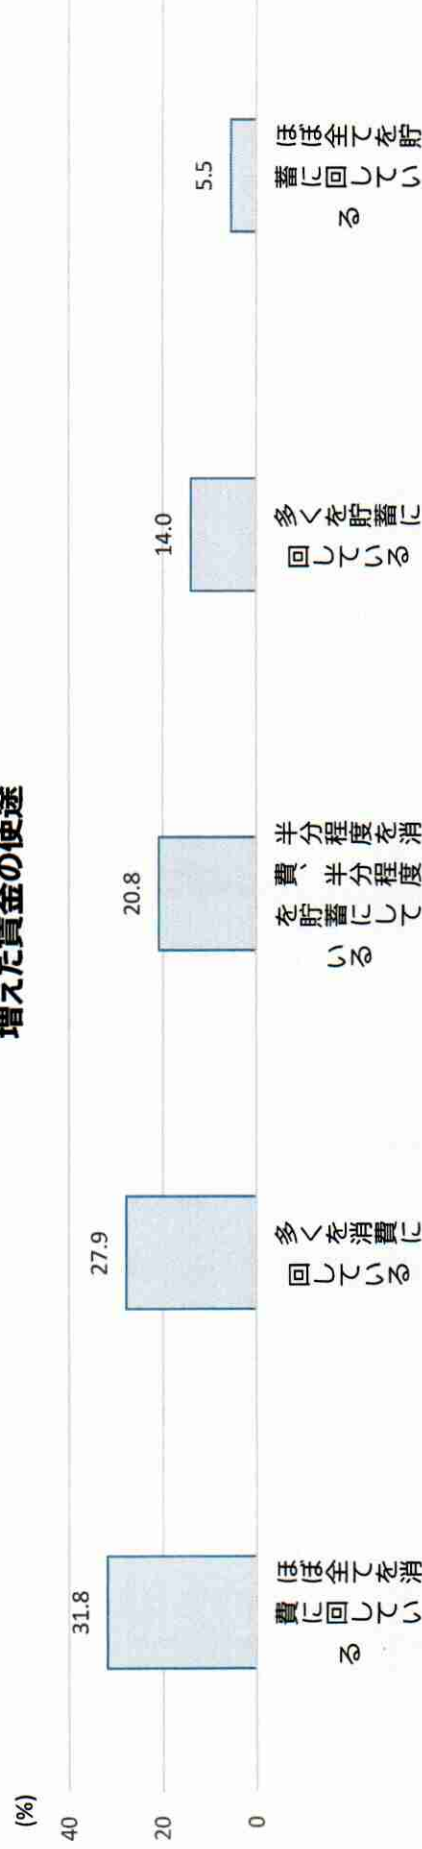 増えた賃金の使途
(%)
40
20
0
31.8
27.9
20.8
14.0
5.5
ほぼ全てを消
費に回してい
る
多くを消費に
回している
半分程度を消
費、半分程度
を貯蓄にして
いる
多くを貯蓄に
回している
ほぼ全てを貯
蓄に回してい
る